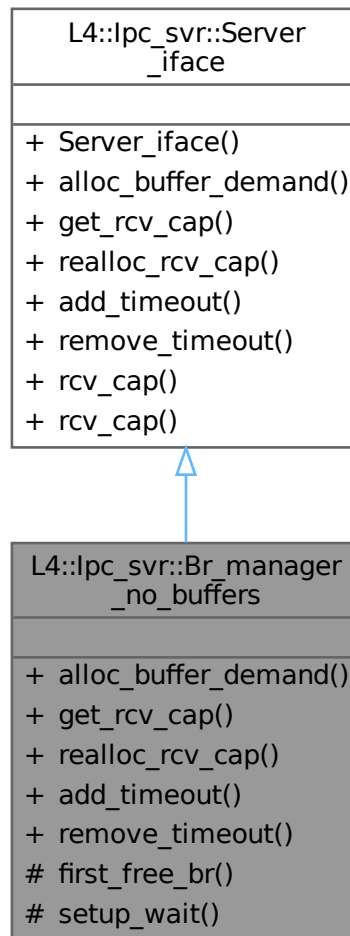 L4::Ipc_svr::Server
_iface
+ Server_iface()
+ alloc_buffer_demand()
+ get_rcv_cap()
+ realloc_rcv_cap()
+ add_timeout()
+ remove_timeout()
+ rcv_cap()
+ rcv_cap()
L4::Ipc_svr::Br_manager
_no_buffers
+ alloc_buffer_demand()
+ get_rcv_cap()
+ realloc_rcv_cap()
+ add_timeout()
+ remove_timeout()
# first_free_br()
# setup_wait()